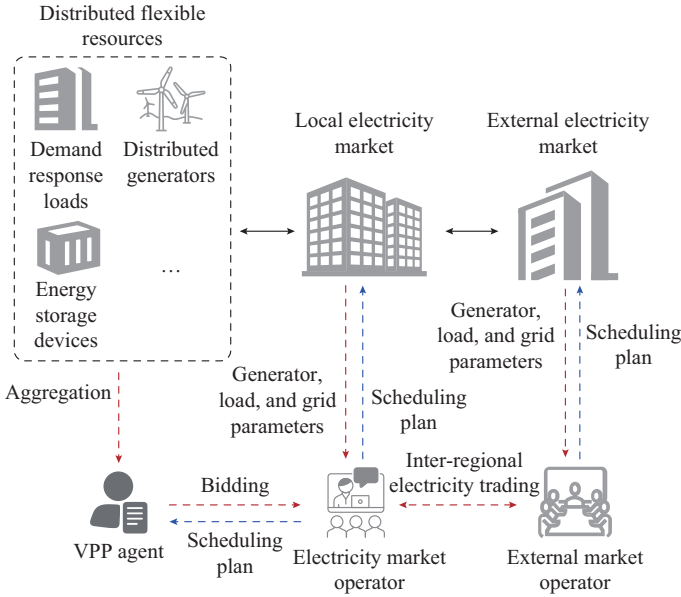 Distributed flexible
resources
Demand
response
loads
Distributed
generators
Energy
storage
devices
...
Local electricity
market
External electricity
market
Generator,
load, and grid
parameters
Scheduling
plan
Generator,
load, and grid
parameters
Scheduling
plan
Aggregation
Bidding
Scheduling
plan
Inter-regional
electricity trading
VPP agent
Electricity market
operator
External market
operator